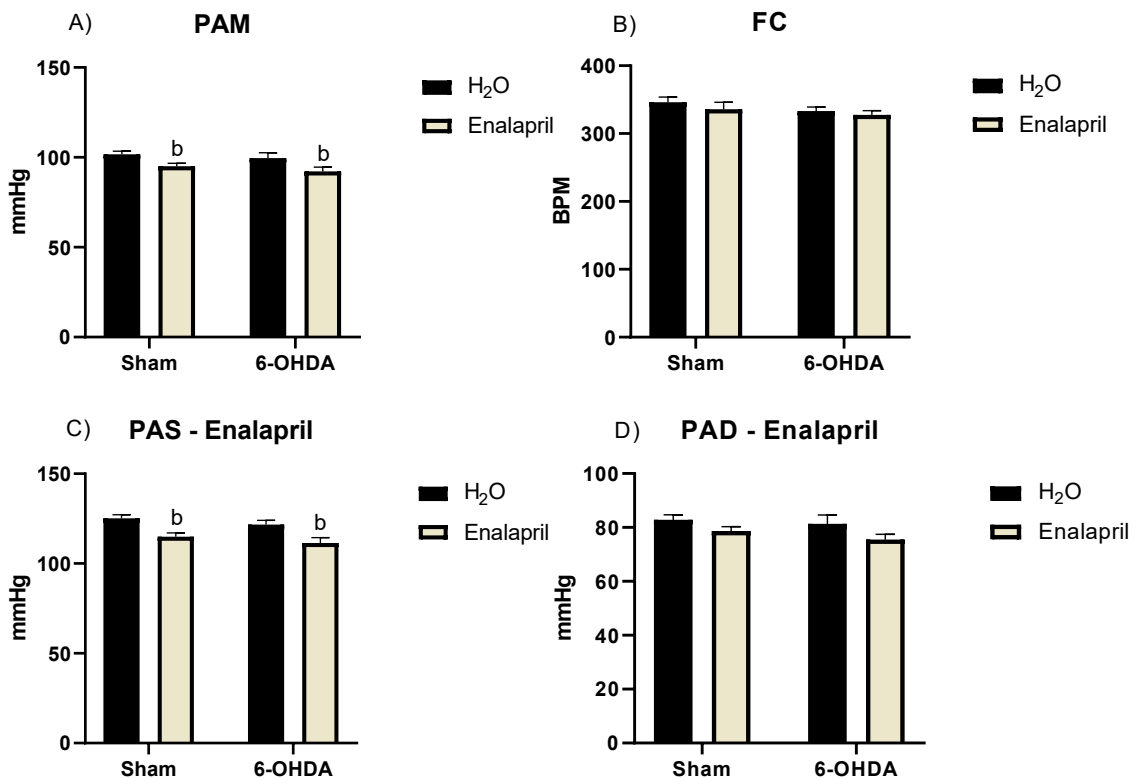 A) PAM
150
100
50
0
mmHg
b
b
Sham 6-OHDA
H₂O
Enalapril
B) FC
400
300
200
100
0
BPM
Sham 6-OHDA
H₂O
Enalapril
C) PAS - Enalapril
150
100
50
0
mmHg
b
b
Sham 6-OHDA
H₂O
Enalapril
D) PAD - Enalapril
100
80
60
40
20
0
mmHg
Sham 6-OHDA
H₂O
Enalapril